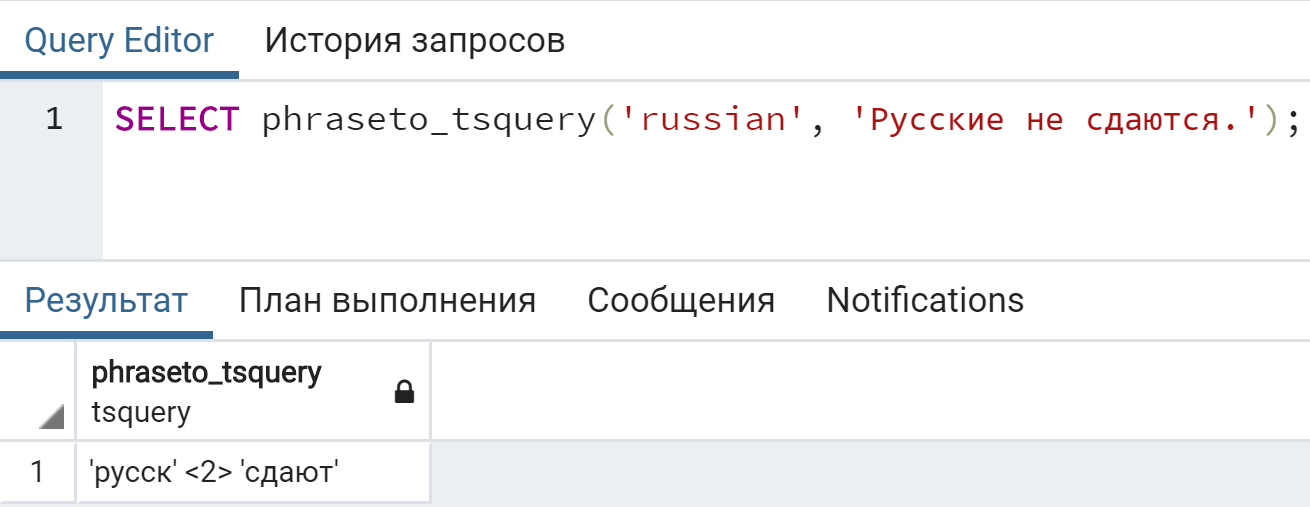 Query Editor История запросов
1 SELECT phraseto_tsquery('russian', 'Русские не сдаются.');
Результат План выполнения Сообщения Notifications
phraseto_tsquery
tsquery
1 'русск' <2> 'сдают'